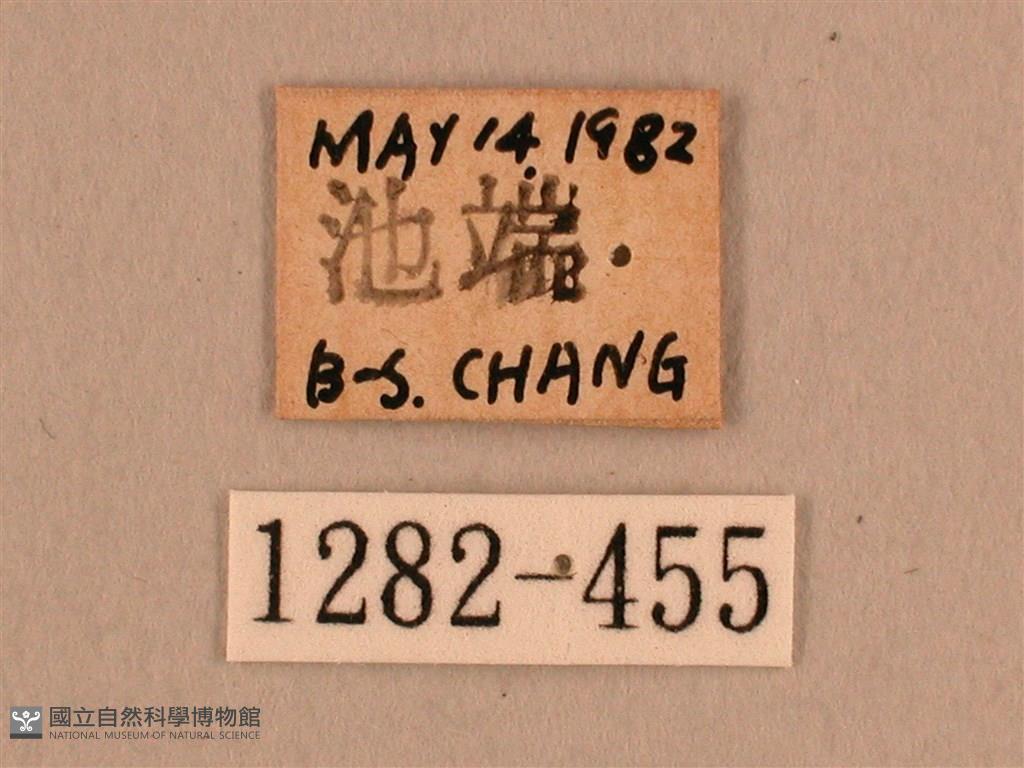 MAY 14. 1982
池端
B-S. CHANG
1282-455
國立自然科學博物館
NATIONAL MUSEUM OF NATURAL SCIENCE